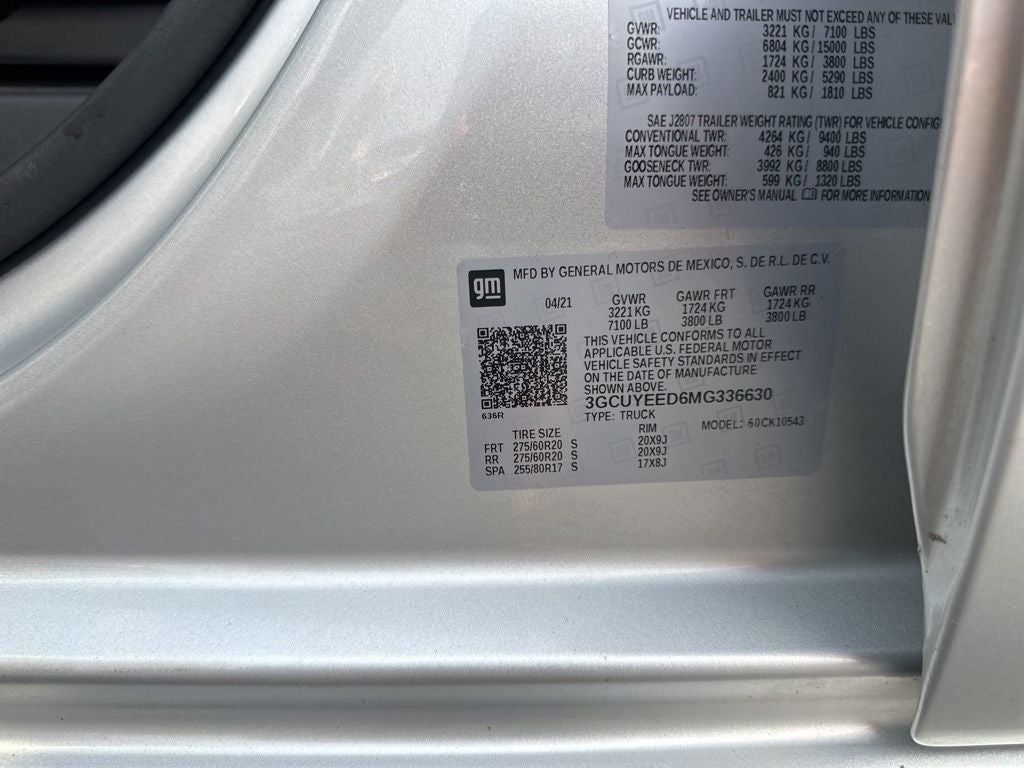 VEHICLE AND TRAILER MUST NOT EXCEED ANY OF THESE
GVWR: 3221 KG/ 7100 LBS
GCWR: 6804 KG/15000 LBS
RGAWR: 1724 KG/ 3800 LBS
CURB WEIGHT: 2400 KG/ 5290 LBS
MAX PAYLOAD: 821 KG/ 1810 LBS
SAE J2807 TRAILER WEIGHT RATING (TWR) FOR VEHICLE
CONVENTIONAL TWR: 4264 KG/ 9400 LBS
MAX TONGUE WEIGHT: 426 KG/ 940 LBS
GOOSENECK TWR: 3992 KG/ 8800 LBS
MAX TONGUE WEIGHT: 599 KG/ 1320 LBS
SEE OWNER'S MANUAL FOR MORE INFORMATION
gm
MFD BY GENERAL MOTORS DE MEXICO, S. DE R.L. DE C.V.
04/21 GVWR GAWR FRT GAWR RR
3221 KG 1724 KG 1724 KG
7100 LB 3800 LB 3800 LB
THIS VEHICLE CONFORMS TO ALL
APPLICABLE U.S. FEDERAL MOTOR
VEHICLE SAFETY STANDARDS IN EFFECT
ON THE DATE OF MANUFACTURE
SHOWN ABOVE.
3GCUYEED6MG336630
636R
TYPE: TRUCK MODEL: 60CK10543
TIRE SIZE RIM
FRT 275/60R20 S 20X9J
RR 275/60R20 S 20X9J
SPA 255/80R17 S 17X8J